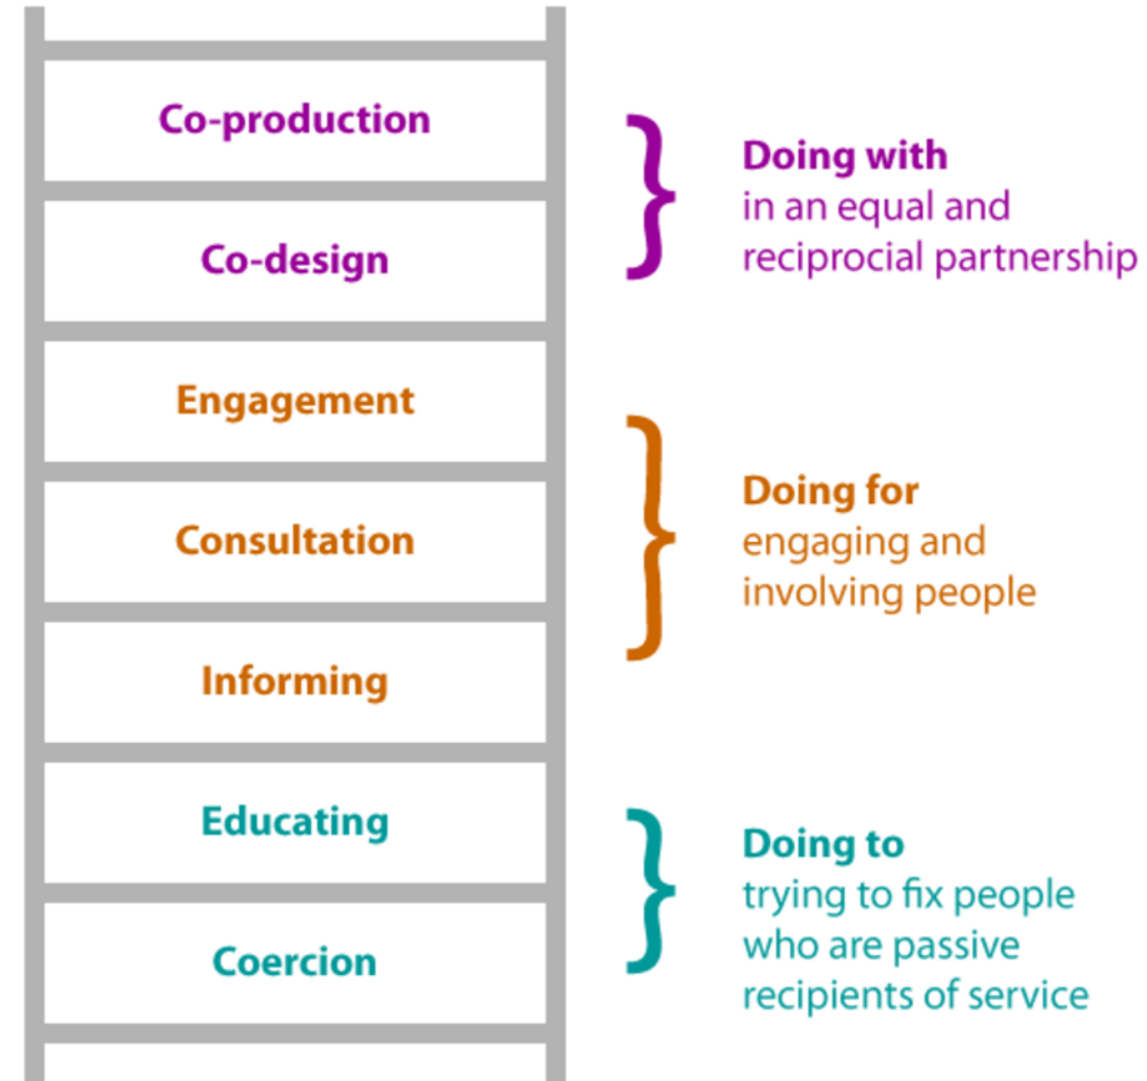 Co-production
Co-design
Engagement
Consultation
Informing
Educating
Coercion
Doing with
in an equal and
reciprocial partnership
Doing for
engaging and
involving people
Doing to
trying to fix people
who are passive
recipients of service